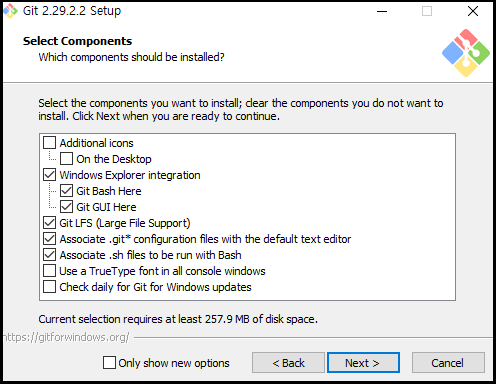 Git 2.29.2.2 Setup
Select Components
Which components should be installed?
Select the components you want to install; clear the components you do not want to
install. Click Next when you are ready to continue.
Additional icons
On the Desktop
Windows Explorer integration
Git Bash Here
Git GUI Here
Git LFS (Large File Support)
Associate .git* configuration files with the default text editor
Associate .sh files to be run with Bash
Use a TrueType font in all console windows
Check daily for Git for Windows updates
Current selection requires at least 257.9 MB of disk space.
https://gitforwindows.org/
Only show new options
< Back
Next >
Cancel